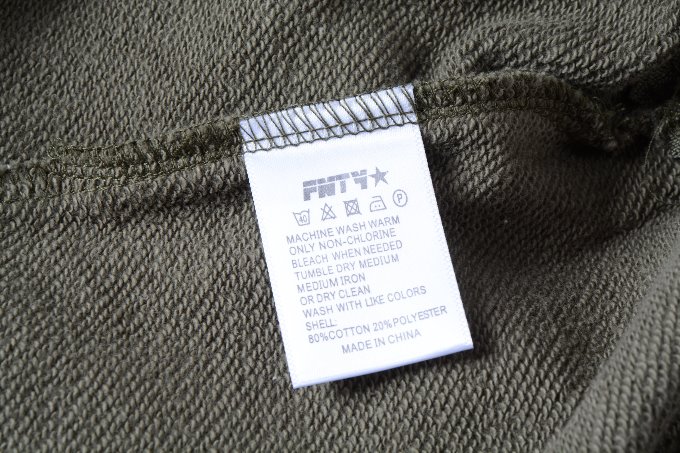 FNTY
40 P
MACHINE WASH WARM
ONLY NON-CHLORINE
BLEACH WHEN NEEDED
TUMBLE DRY MEDIUM
MEDIUM IRON
OR DRY CLEAN
WASH WITH LIKE COLORS
SHELL:
80%COTTON 20%POLYESTER
MADE IN CHINA